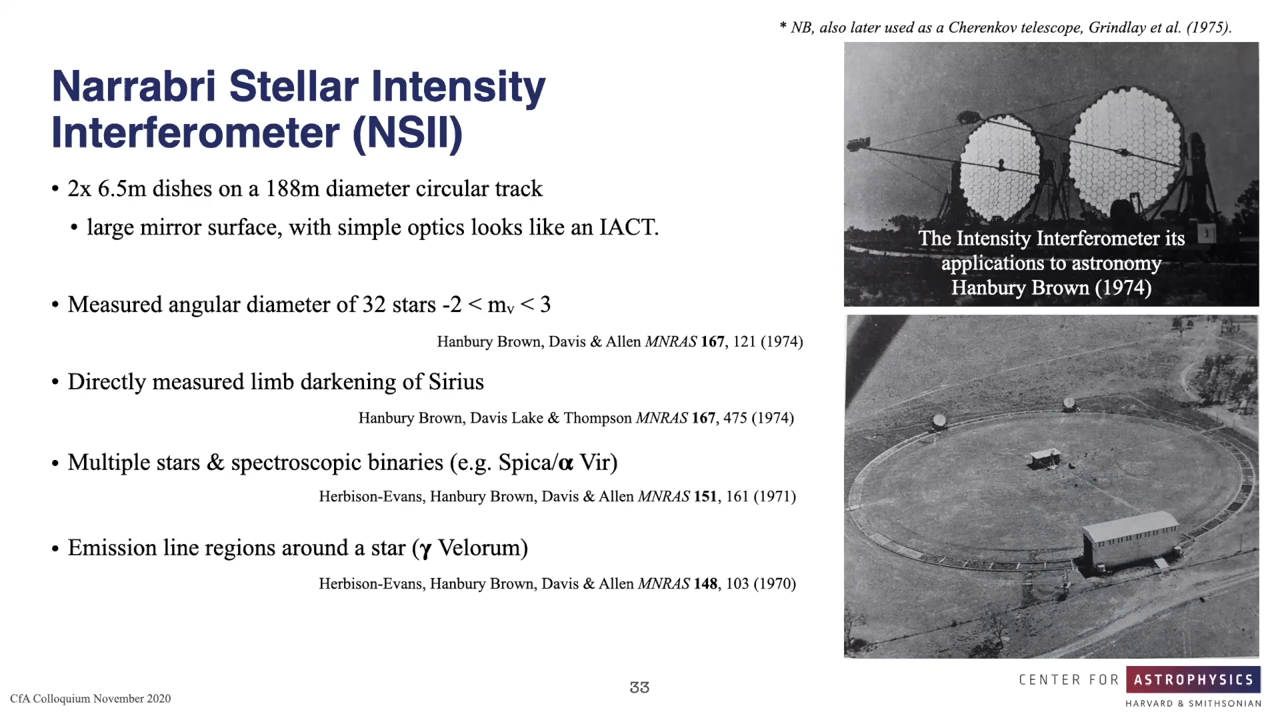 * NB, also later used as a Cherenkov telescope, Grindlay et al. (1975).
Narrabri Stellar Intensity
Interferometer (NSII)
• 2x 6.5m dishes on a 188m diameter circular track
• large mirror surface, with simple optics looks like an IACT.
• Measured angular diameter of 32 stars -2 < mᵥ < 3
Hanbury Brown, Davis & Allen MNRAS 167, 121 (1974)
• Directly measured limb darkening of Sirius
Hanbury Brown, Davis Lake & Thompson MNRAS 167, 475 (1974)
• Multiple stars & spectroscopic binaries (e.g. Spica/α Vir)
Herbison-Evans, Hanbury Brown, Davis & Allen MNRAS 151, 161 (1971)
• Emission line regions around a star (γ Velorum)
Herbison-Evans, Hanbury Brown, Davis & Allen MNRAS 148, 103 (1970)
The Intensity Interferometer its
applications to astronomy
Hanbury Brown (1974)
CfA Colloquium November 2020
33
CENTER FOR ASTROPHYSICS
HARVARD & SMITHSONIAN